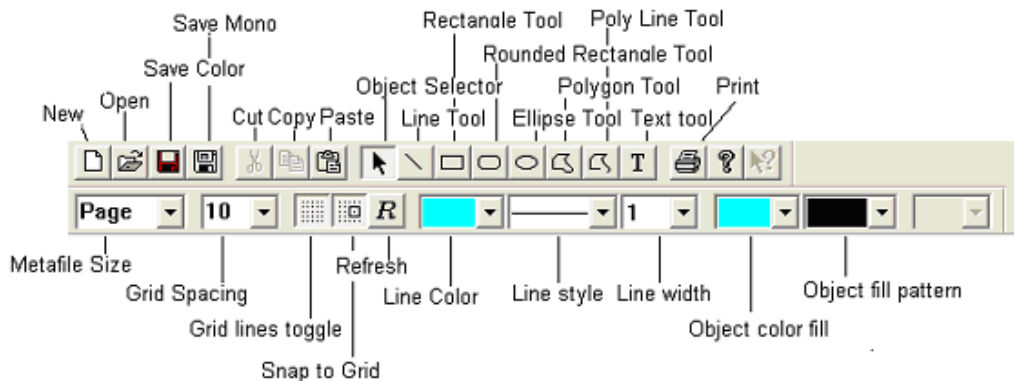 Save Mono
Rectangle Tool
Poly Line Tool
Save Color
Rounded Rectangle Tool
Open
Object Selector
Polygon Tool
Print
New
Cut Copy Paste
Line Tool
Ellipse Tool
Text tool
T
?
?
Page
10
R
1
Metafile Size
Refresh
Grid Spacing
Line Color
Line style
Line width
Object fill pattern
Grid lines toggle
Object color fill
Snap to Grid